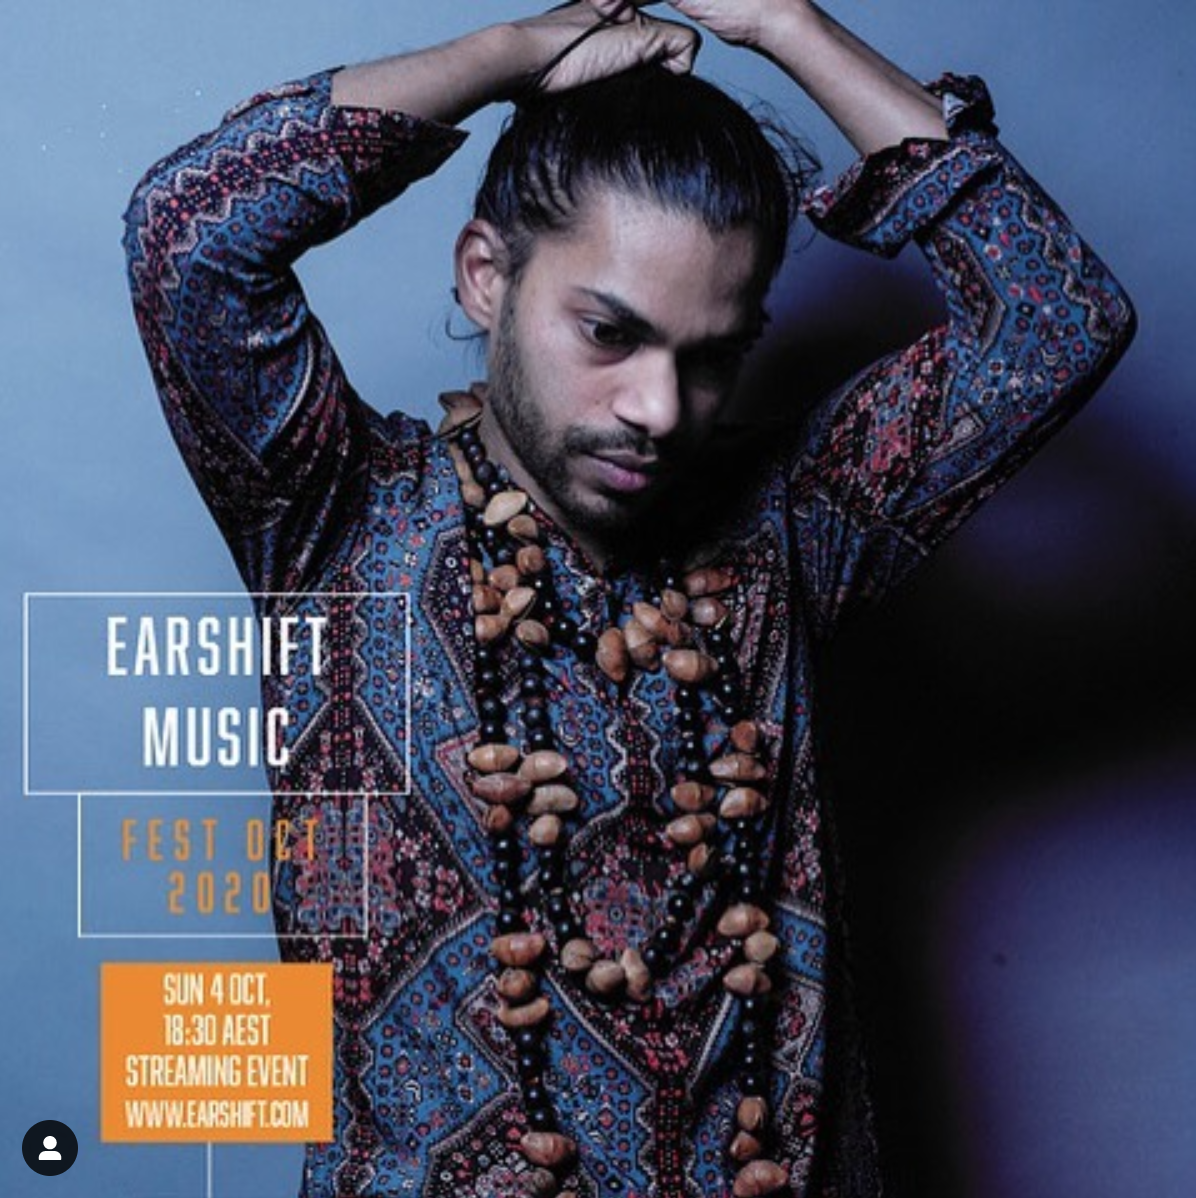 EARSHIFT
MUSIC
FEST OCT
2020
SUN 4 OCT,
18:30 AEST
STREAMING EVENT
WWW.EARSHIFT.COM